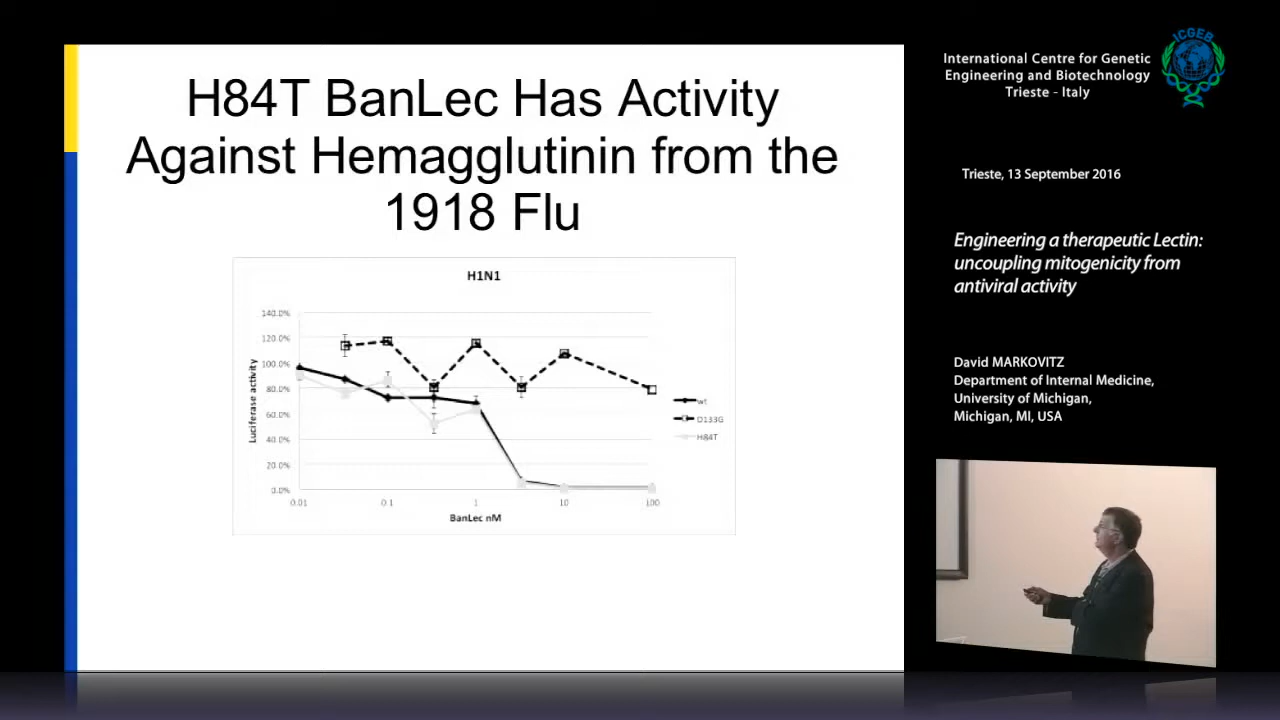 H84T BanLec Has Activity
Against Hemagglutinin from the
1918 Flu
H1N1
140.0%
120.0%
100.0%
80.0%
60.0%
40.0%
20.0%
0.0%
Luciferase activity
0.01
0.1
1
10
100
BanLec nM
wt
D133G
H84T
International Centre for Genetic
Engineering and Biotechnology
Trieste - Italy
ICGEB
Trieste, 13 September 2016
Engineering a therapeutic Lectin:
uncoupling mitogenicity from
antiviral activity
David MARKOVITZ
Department of Internal Medicine,
University of Michigan,
Michigan, MI, USA